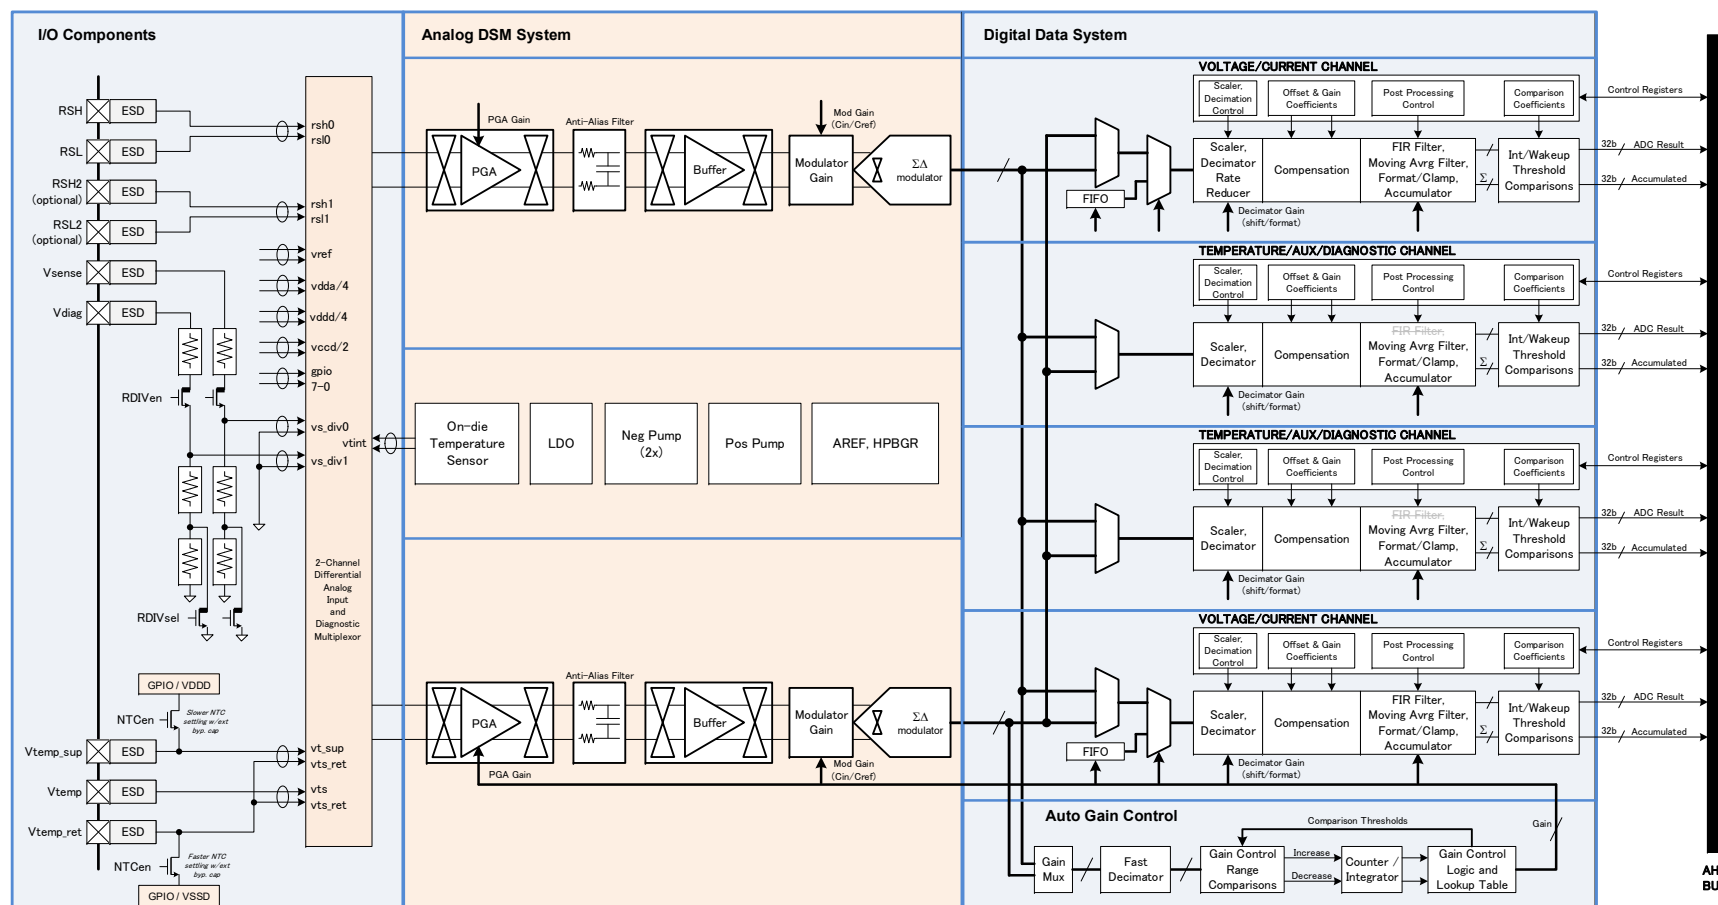 I/O Components
Analog DSM System
Digital Data System
RSH
ESD
RSL
ESD
RSH2
(optional)
ESD
RSL2
(optional)
ESD
Vsense
ESD
Vdiag
ESD
RDIVen
RDIVsel
GPIO / VDDD
NTCen
Slower NTC
settling w/ext
byp. cap
Vtemp_sup
ESD
Vtemp
ESD
Vtemp_ret
ESD
NTCen
Faster NTC
settling w/ext
byp. cap
GPIO / VSSD
rsh0
rsl0
rsh1
rsl1
vref
vdda/4
vddd/4
vccd/2
gpio
7-0
vs_div0
vtint
vs_div1
2-Channel
Differential
Analog
Input
and
Diagnostic
Multiplexor
vt_sup
vts_ret
vts
vts_ret
PGA Gain
PGA
Anti-Alias Filter
Buffer
Mod Gain
(Cin/Cref)
Modulator
Gain
ΣΔ
modulator
On-die
Temperature
Sensor
LDO
Neg Pump
(2x)
Pos Pump
AREF, HPBGR
Anti-Alias Filter
PGA
Buffer
Modulator
Gain
ΣΔ
modulator
PGA Gain
Mod Gain
(Cin/Cref)
VOLTAGE/CURRENT CHANNEL
Scaler,
Decimation
Control
Offset & Gain
Coefficients
Post Processing
Control
Comparison
Coefficients
Control Registers
FIFO
Scaler,
Decimator
Rate
Reducer
Compensation
FIR Filter,
Moving Avrg Filter,
Format/Clamp,
Accumulator
Σ
Int/Wakeup
Threshold
Comparisons
32b ADC Result
32b Accumulated
Decimator Gain
(shift/format)
TEMPERATURE/AUX/DIAGNOSTIC CHANNEL
Scaler,
Decimation
Control
Offset & Gain
Coefficients
Post Processing
Control
Comparison
Coefficients
Control Registers
Scaler,
Decimator
Compensation
FIR Filter,
Moving Avrg Filter,
Format/Clamp,
Accumulator
Σ
Int/Wakeup
Threshold
Comparisons
32b ADC Result
32b Accumulated
Decimator Gain
(shift/format)
TEMPERATURE/AUX/DIAGNOSTIC CHANNEL
Scaler,
Decimation
Control
Offset & Gain
Coefficients
Post Processing
Control
Comparison
Coefficients
Control Registers
Scaler,
Decimator
Compensation
FIR Filter,
Moving Avrg Filter,
Format/Clamp,
Accumulator
Σ
Int/Wakeup
Threshold
Comparisons
32b ADC Result
32b Accumulated
Decimator Gain
(shift/format)
VOLTAGE/CURRENT CHANNEL
Scaler,
Decimation
Control
Offset & Gain
Coefficients
Post Processing
Control
Comparison
Coefficients
Control Registers
FIFO
Scaler,
Decimator
Compensation
FIR Filter,
Moving Avrg Filter,
Format/Clamp,
Accumulator
Σ
Int/Wakeup
Threshold
Comparisons
32b ADC Result
32b Accumulated
Decimator Gain
(shift/format)
Auto Gain Control
Comparison Thresholds
Gain
Gain
Mux
Fast
Decimator
Gain Control
Range
Comparisons
Increase
Decrease
Counter /
Integrator
Gain Control
Logic and
Lookup Table
AH
BU